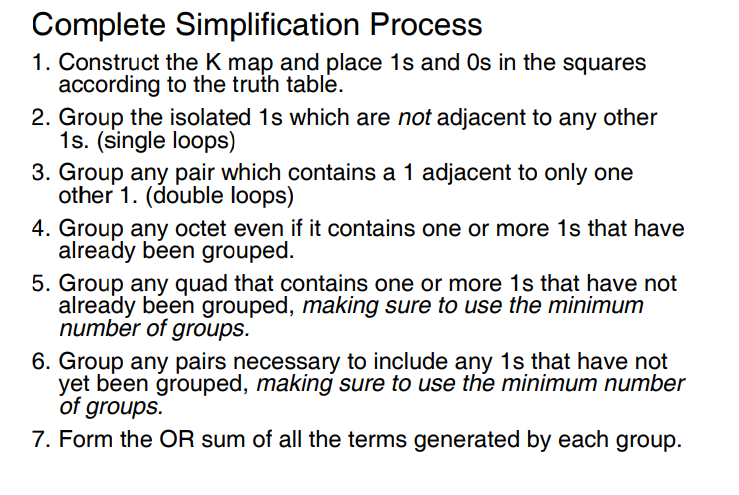 Complete Simplification Process
1. Construct the K map and place 1s and 0s in the squares
according to the truth table.
2. Group the isolated 1s which are not adjacent to any other
1s. (single loops)
3. Group any pair which contains a 1 adjacent to only one
other 1. (double loops)
4. Group any octet even if it contains one or more 1s that have
already been grouped.
5. Group any quad that contains one or more 1s that have not
already been grouped, making sure to use the minimum
number of groups.
6. Group any pairs necessary to include any 1s that have not
yet been grouped, making sure to use the minimum number
of groups.
7. Form the OR sum of all the terms generated by each group.